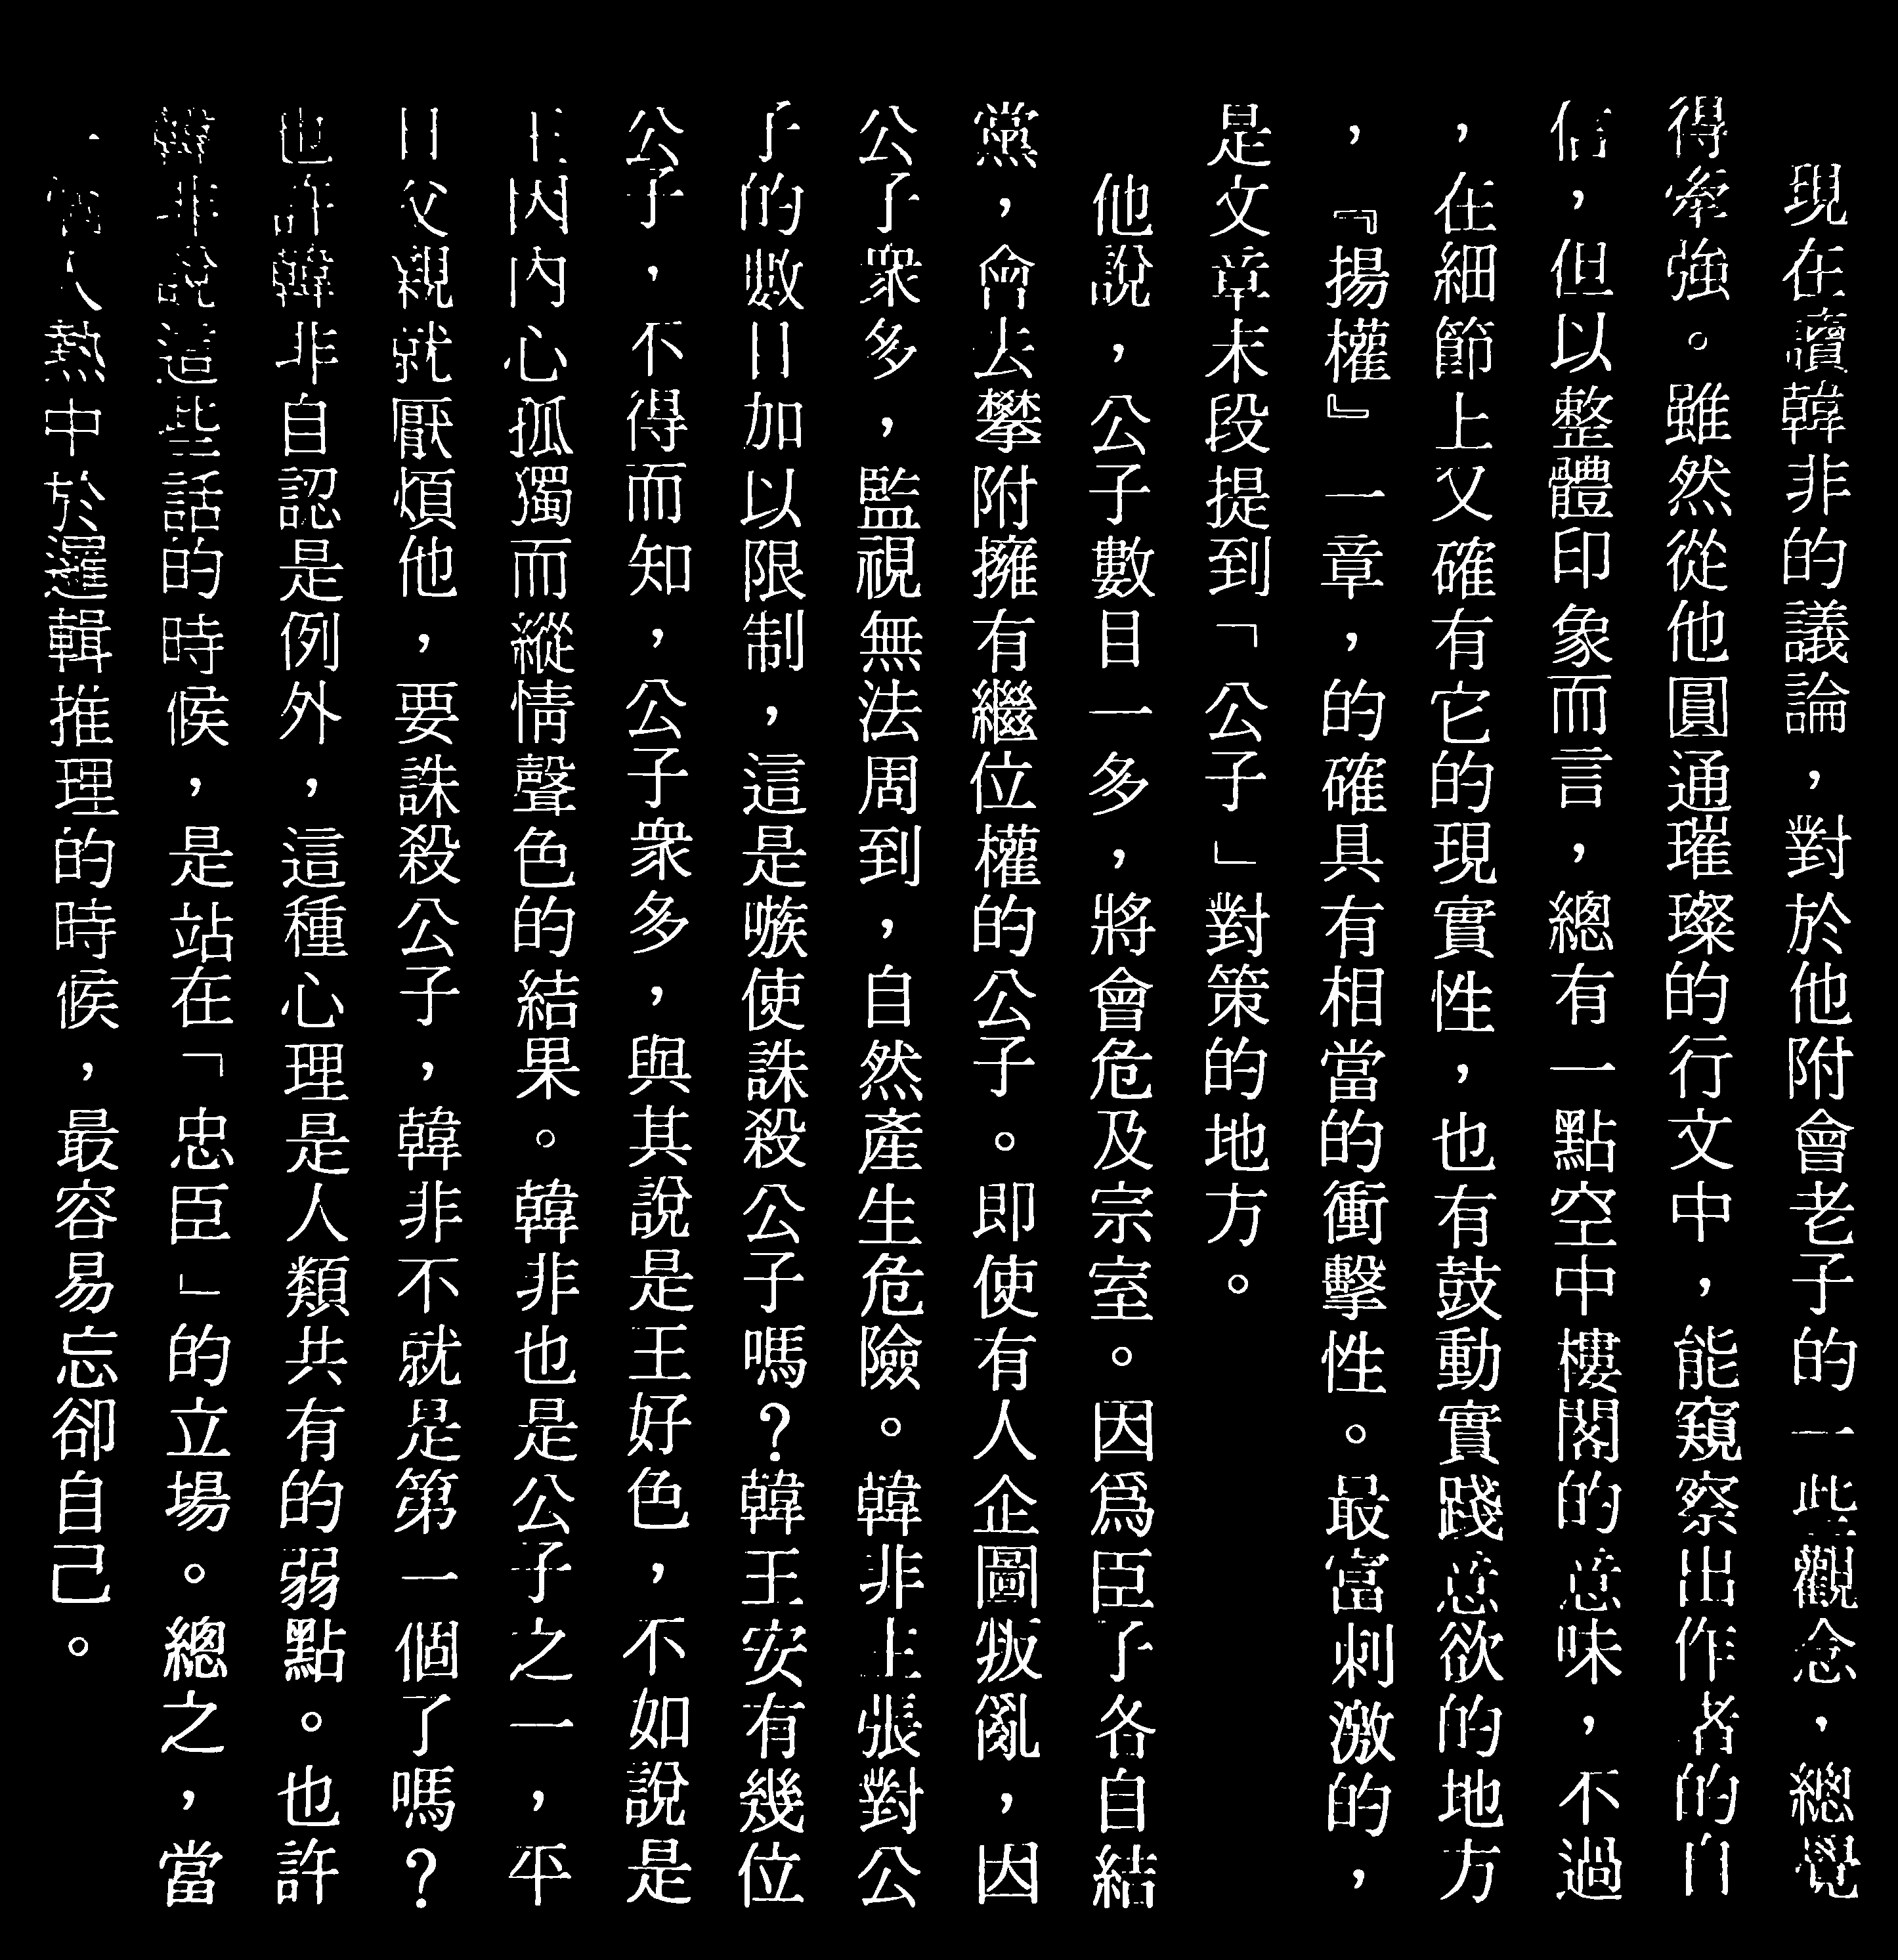 現在讀韓非的議論，對於他附會老子的一些觀念，總覺
得牽強。雖然從他圓通璀璨的行文中，能窺察出作者的自
信，但以整體印象而言，總有一點空中樓閣的意味，不過
，在細節上又確有它的現實性，也有鼓動實踐意欲的地方
，『揚權』一章，的確具有相當的衝擊性。最富刺激的，
是文章末段提到「公子」對策的地方。
他說，公子數目一多，將會危及宗室。因爲臣子各自結
黨，會去攀附擁有繼位權的公子。即使有人企圖叛亂，因
公子衆多，監視無法周到，自然產生危險。韓非主張對公
子的數目加以限制，這是嗾使誅殺公子嗎？韓王安有幾位
公子，不得而知，公子衆多，與其說是王好色，不如說是
王因內心孤獨而縱情聲色的結果。韓非也是公子之一，平
日父親就厭煩他，要誅殺公子，韓非不就是第一個了嗎？
也許韓非自認是例外，這種心理是人類共有的弱點。也許
韓非說這些話的時候，是站在「忠臣」的立場。總之，當
一個人熱中於邏輯推理的時候，最容易忘卻自己。